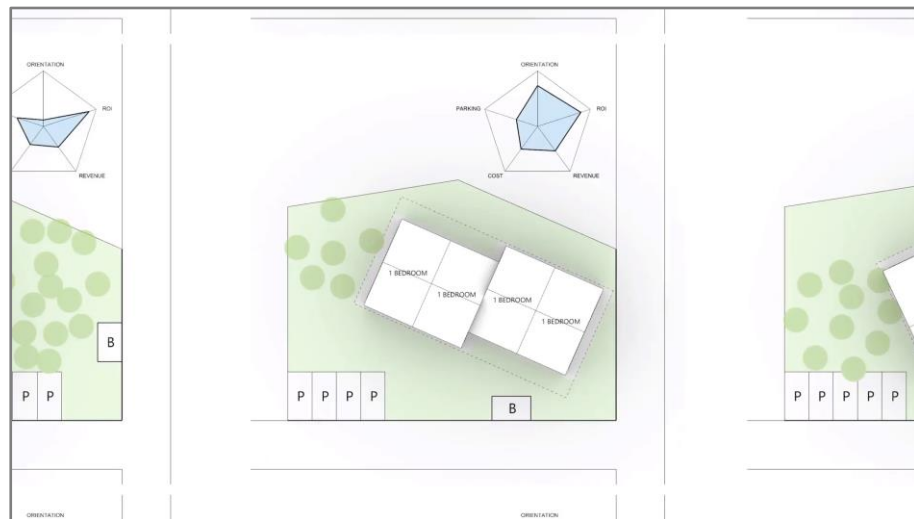 ORIENTATION
ROI
REVENUE
B
P P
ORIENTATION
PARKING
ROI
COST
REVENUE
1 BEDROOM
1 BEDROOM
1 BEDROOM
1 BEDROOM
P P P P
B
P P P P P
ORIENTATION
ORIENTATION